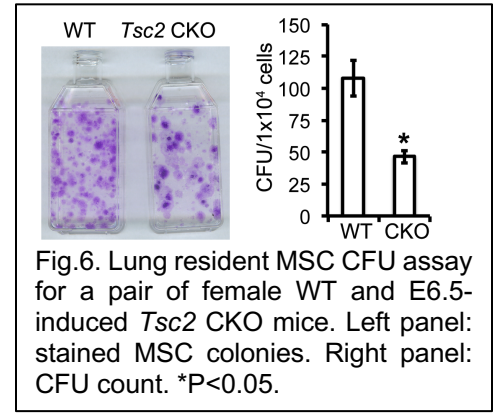 WT Tsc2 CKO
CFU/1x10⁴ cells
150
125
100
75
50
25
0
*
WT CKO
Fig.6. Lung resident MSC CFU assay
for a pair of female WT and E6.5-
induced Tsc2 CKO mice. Left panel:
stained MSC colonies. Right panel:
CFU count. *P<0.05.